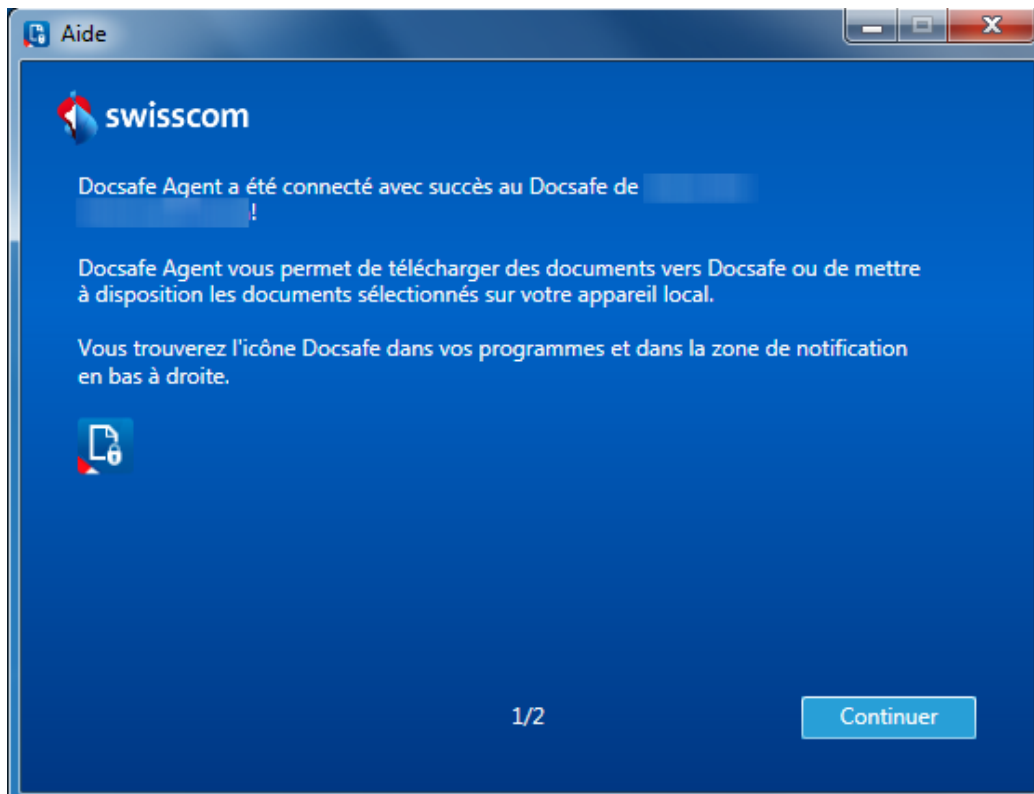 Aide
swisscom
Docsafe Agent a été connecté avec succès au Docsafe de
!
Docsafe Agent vous permet de télécharger des documents vers Docsafe ou de mettre
à disposition les documents sélectionnés sur votre appareil local.
Vous trouverez l'icône Docsafe dans vos programmes et dans la zone de notification
en bas à droite.
1/2
Continuer